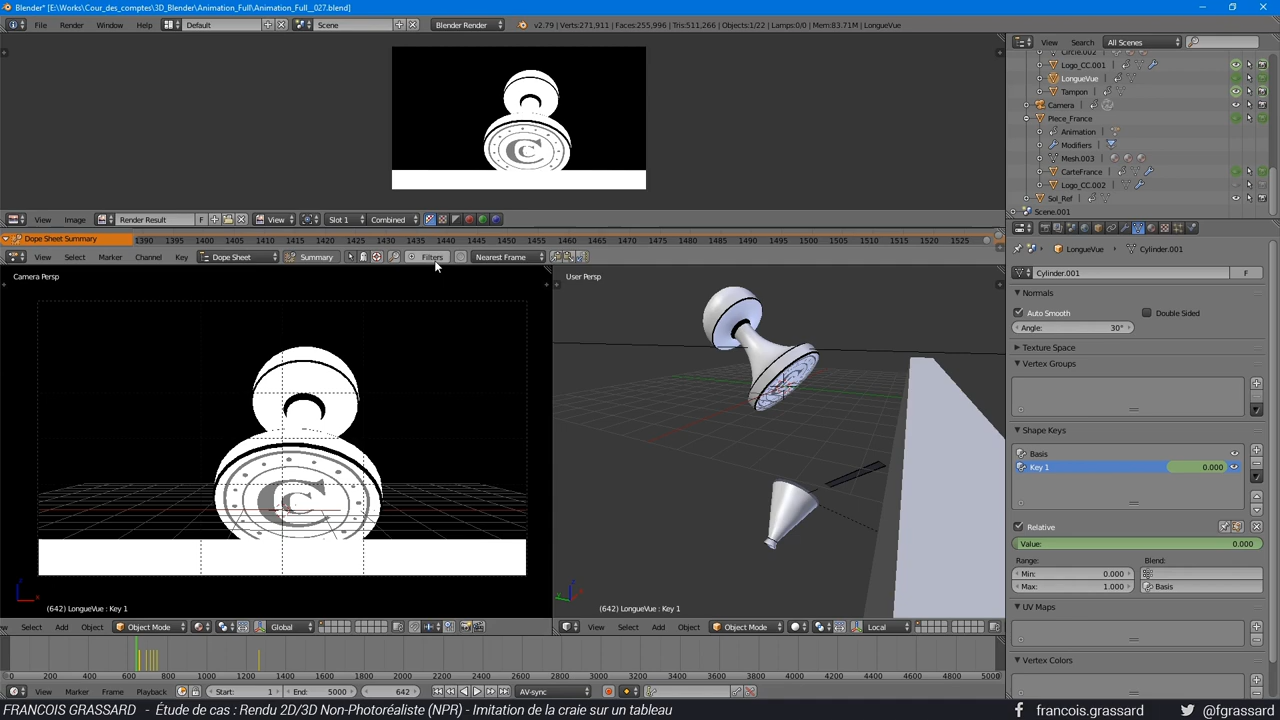 Blender* [E:\Works\Cour_des_comptes\3D_Blender\Animation_Full\Animation_Full__027.blend]
File Render Window Help Default Scene Blender Render v2.79 | Verts:271,911 | Faces:255,996 | Tris:511,266 | Objects:1/22 | Lamps:0/0 | Mem:83.71M | LongueVue
View Search All Scenes
Logo_CC.001
LongueVue
Tampon
Camera
Piece_France
Animation
Modifiers
Mesh.003
CarteFrance
Logo_CC.002
Sol_Ref
Scene.001
View Image Render Result F View Slot 1 Combined
Dope Sheet Summary 1390 1395 1400 1405 1410 1415 1420 1425 1430 1435 1440 1445 1450 1455 1460 1465 1470 1475 1480 1485 1490 1495 1500 1505 1510 1515 1520 1525
View Select Marker Channel Key Dope Sheet Summary Filters Nearest Frame
Camera Persp
C
(642) LongueVue : Key 1
User Persp
(642) LongueVue : Key 1
LongueVue Cylinder.001
Cylinder.001 F
Normals
Auto Smooth Double Sided
Angle: 30°
Texture Space
Vertex Groups
Shape Keys
Basis
Key 1 0.000
Relative
Value: 0.000
Range: Blend:
Min: 0.000
Max: 1.000 Basis
UV Maps
Vertex Colors
Select Add Object Object Mode Global
View Select Add Object Object Mode Local
0 200 400 600 800 1000 1200 1400 1600 1800 2000 2200 2400 2600 2800 3000 3200 3400 3600 3800 4000 4200 4400 4600 4800 5000
View Marker Frame Playback Start: 1 End: 5000 642 AV-sync
FRANCOIS GRASSARD - Étude de cas : Rendu 2D/3D Non-Photoréaliste (NPR) - Imitation de la craie sur un tableau francois.grassard @fgrassard